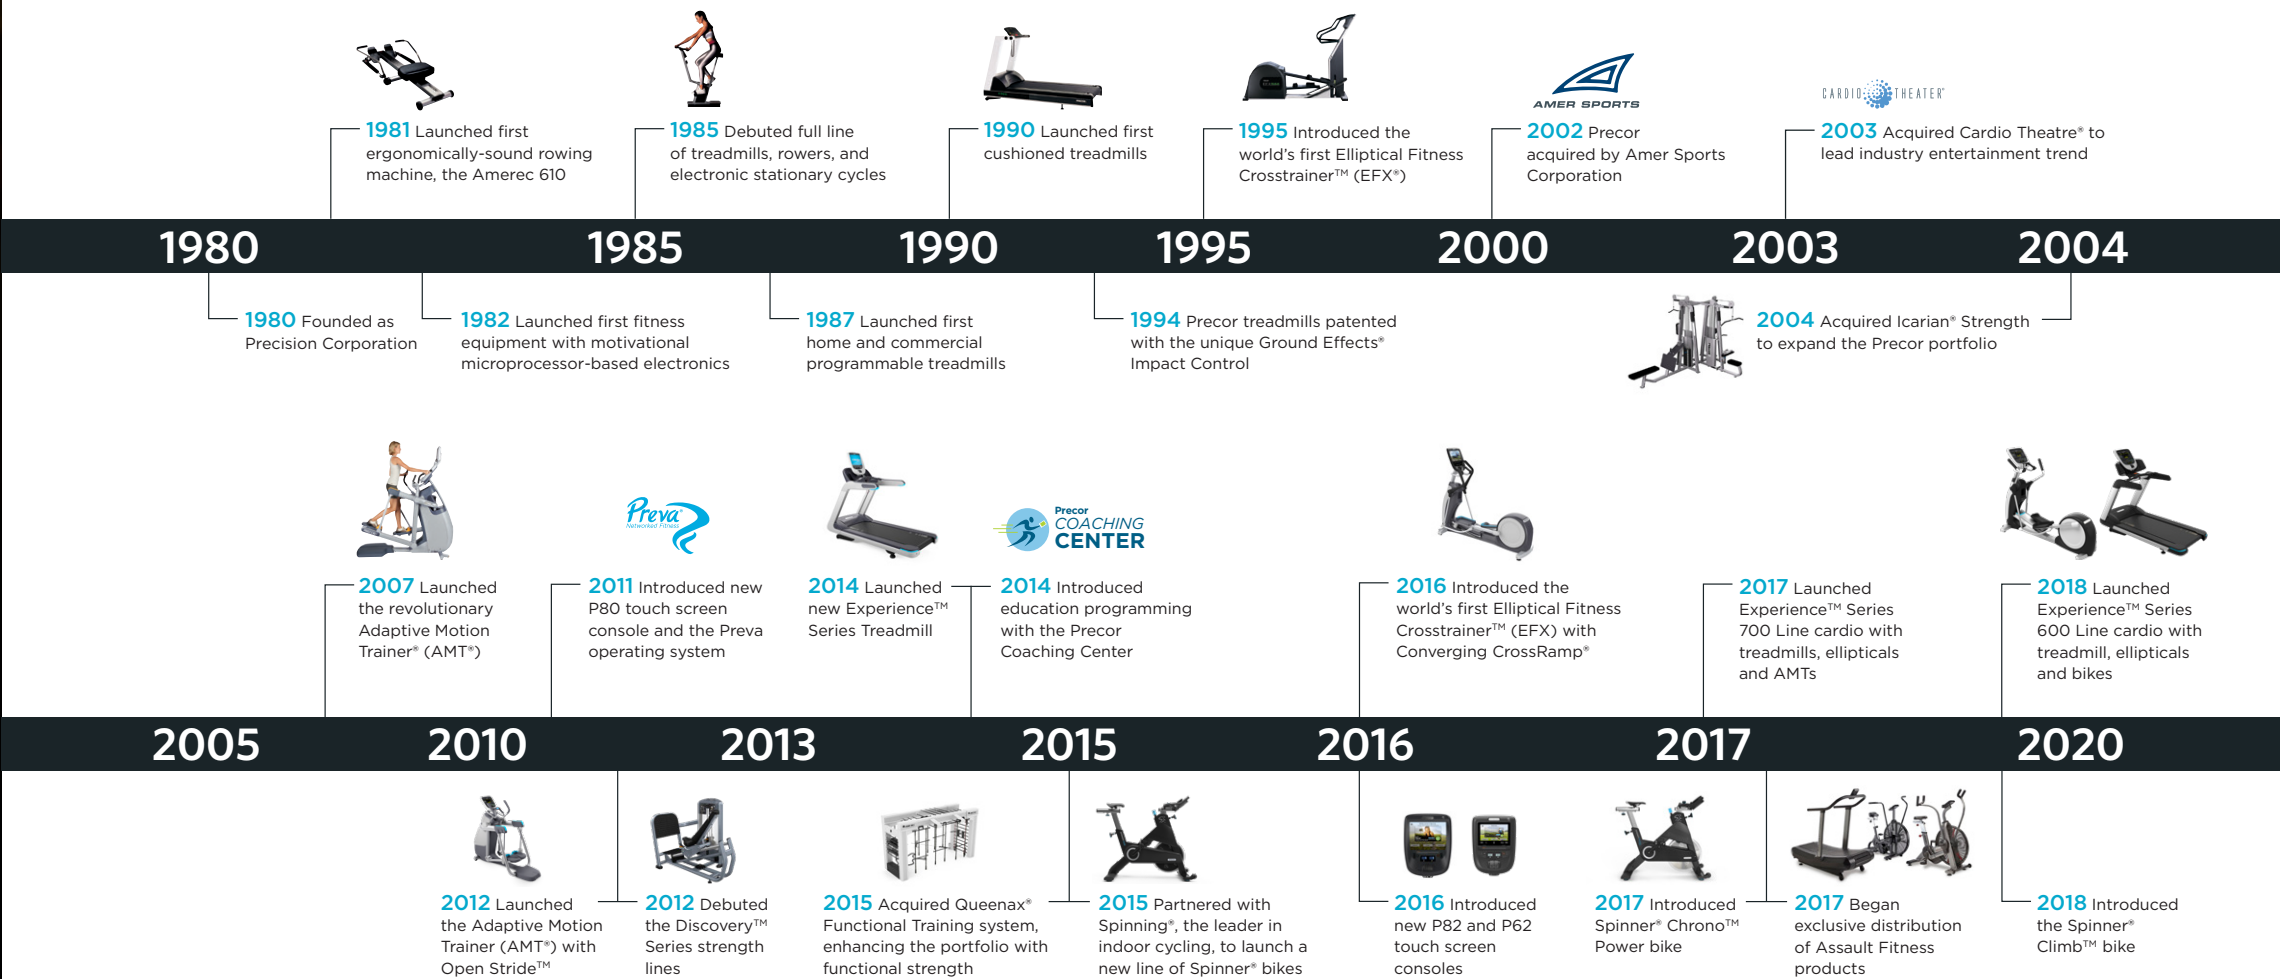 AMER SPORTS
CARDIO THEATER®
1981 Launched first
ergonomically-sound rowing
machine, the Amerec 610
1985 Debuted full line
of treadmills, rowers, and
electronic stationary cycles
1990 Launched first
cushioned treadmills
1995 Introduced the
world's first Elliptical Fitness
Crosstrainer™ (EFX®)
2002 Precor
acquired by Amer Sports
Corporation
2003 Acquired Cardio Theatre® to
lead industry entertainment trend
1980
1985
1990
1995
2000
2003
2004
1980 Founded as
Precision Corporation
1982 Launched first fitness
equipment with motivational
microprocessor-based electronics
1987 Launched first
home and commercial
programmable treadmills
1994 Precor treadmills patented
with the unique Ground Effects®
Impact Control
2004 Acquired Icarian® Strength
to expand the Precor portfolio
Preva®
Networked Fitness
Precor
COACHING
CENTER
2007 Launched
the revolutionary
Adaptive Motion
Trainer® (AMT®)
2011 Introduced new
P80 touch screen
console and the Preva
operating system
2014 Launched
new Experience™
Series Treadmill
2014 Introduced
education programming
with the Precor
Coaching Center
2016 Introduced the
world's first Elliptical Fitness
Crosstrainer™ (EFX) with
Converging CrossRamp®
2017 Launched
Experience™ Series
700 Line cardio with
treadmills, ellipticals
and AMTs
2018 Launched
Experience™ Series
600 Line cardio with
treadmill, ellipticals
and bikes
2005
2010
2013
2015
2016
2017
2020
2012 Launched
the Adaptive Motion
Trainer (AMT®) with
Open Stride™
2012 Debuted
the Discovery™
Series strength
lines
2015 Acquired Queenax®
Functional Training system,
enhancing the portfolio with
functional strength
2015 Partnered with
Spinning®, the leader in
indoor cycling, to launch a
new line of Spinner® bikes
2016 Introduced
new P82 and P62
touch screen
consoles
2017 Introduced
Spinner® Chrono™
Power bike
2017 Began
exclusive distribution
of Assault Fitness
products
2018 Introduced
the Spinner®
Climb™ bike